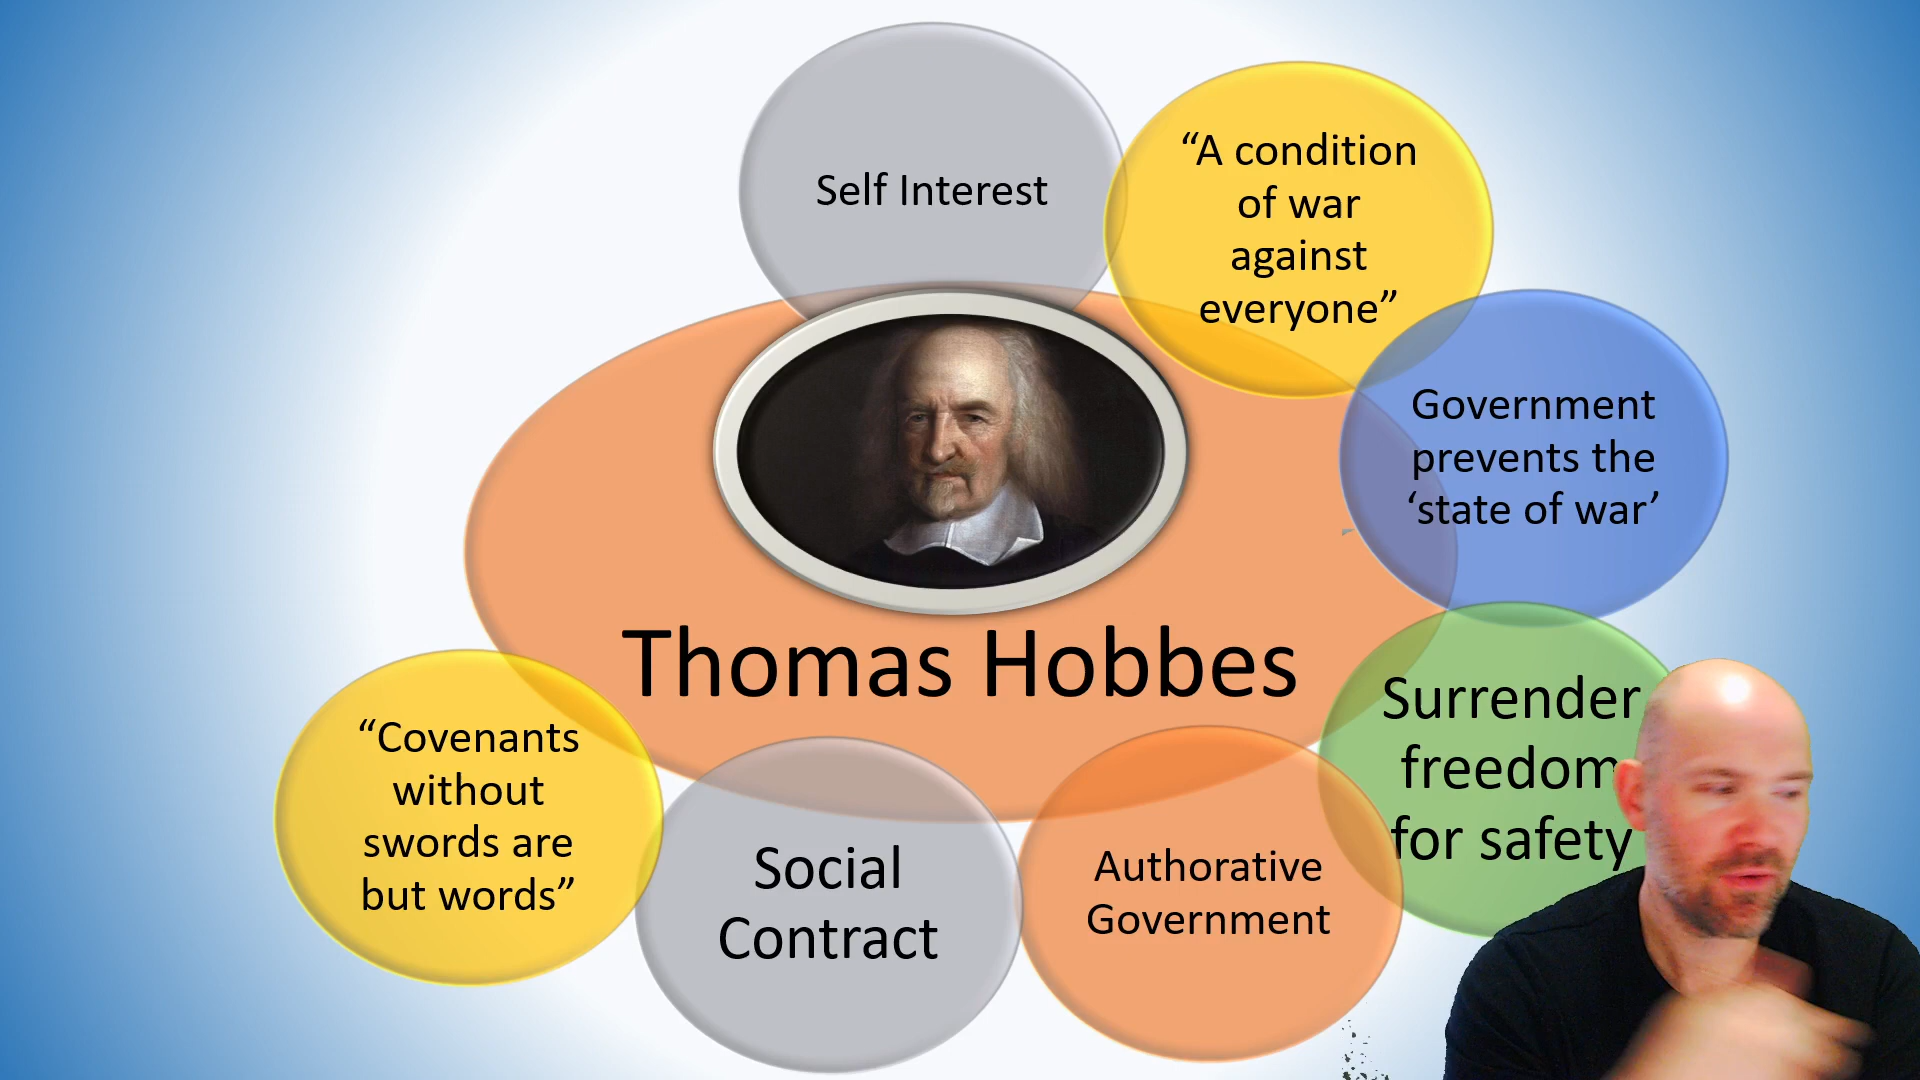 Self Interest
“A condition
of war
against
everyone”
Government
prevents the
‘state of war’
Thomas Hobbes
Surrender
freedom
for safety
Authorative
Government
Social
Contract
“Covenants
without
swords are
but words”